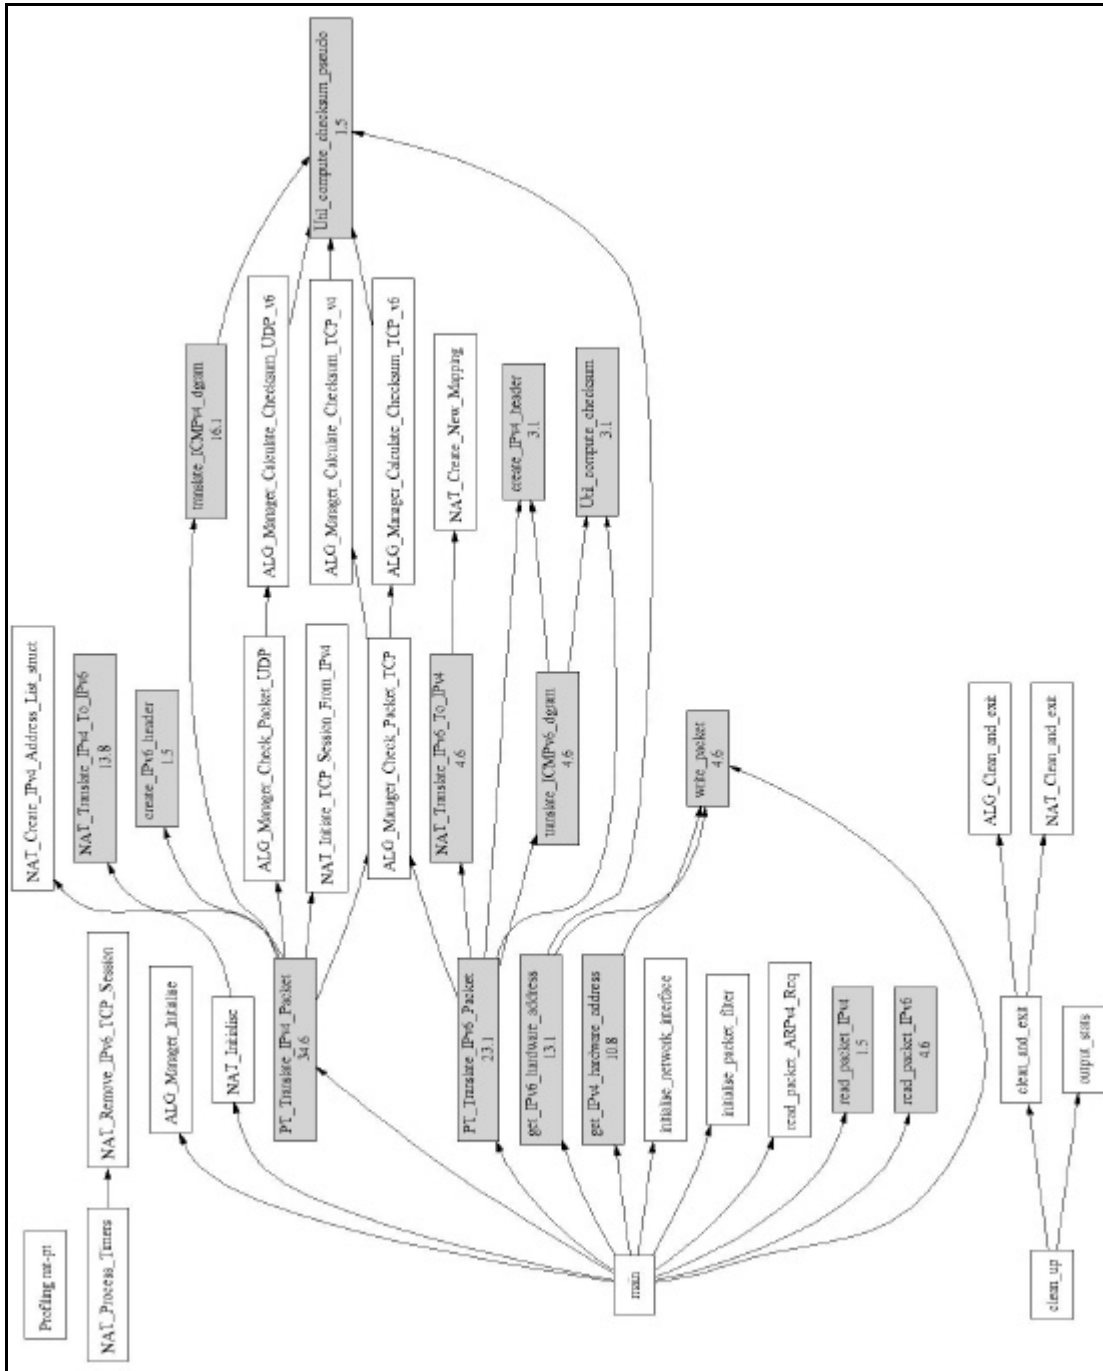 Profiling nat-pt
NAT_Process_Timers
NAT_Remove_IPv6_TCP_Session
NAT_Create_IPv4_Address_List_struct
NAT_Translate_IPv4_To_IPv6
13.8
create_IPv6_header
1.5
translate_ICMPv4_dgram
16.1
Util_compute_checksum_pseudo
1.5
ALG_Manager_Initialise
NAT_Initialise
ALG_Manager_Check_Packet_UDP
ALG_Manager_Calculate_Checksum_UDP_v6
PT_Translate_IPv4_Packet
34.6
NAT_Initiate_TCP_Session_From_IPv4
ALG_Manager_Calculate_Checksum_TCP_v4
ALG_Manager_Check_Packet_TCP
ALG_Manager_Calculate_Checksum_TCP_v6
NAT_Translate_IPv6_To_IPv4
4.6
NAT_Create_New_Mapping
PT_Translate_IPv6_Packet
23.1
create_IPv4_header
3.1
get_IPv6_hardware_address
13.1
translate_ICMPv6_dgram
4.6
Util_compute_checksum
3.1
get_IPv4_hardware_address
10.8
main
initialise_network_interface
write_packet
4.6
initialise_packet_filter
read_packet_ARPv4_Req
read_packet_IPv4
1.5
read_packet_IPv6
4.6
clean_up
clean_and_exit
ALG_Clean_and_exit
NAT_Clean_and_exit
output_stats